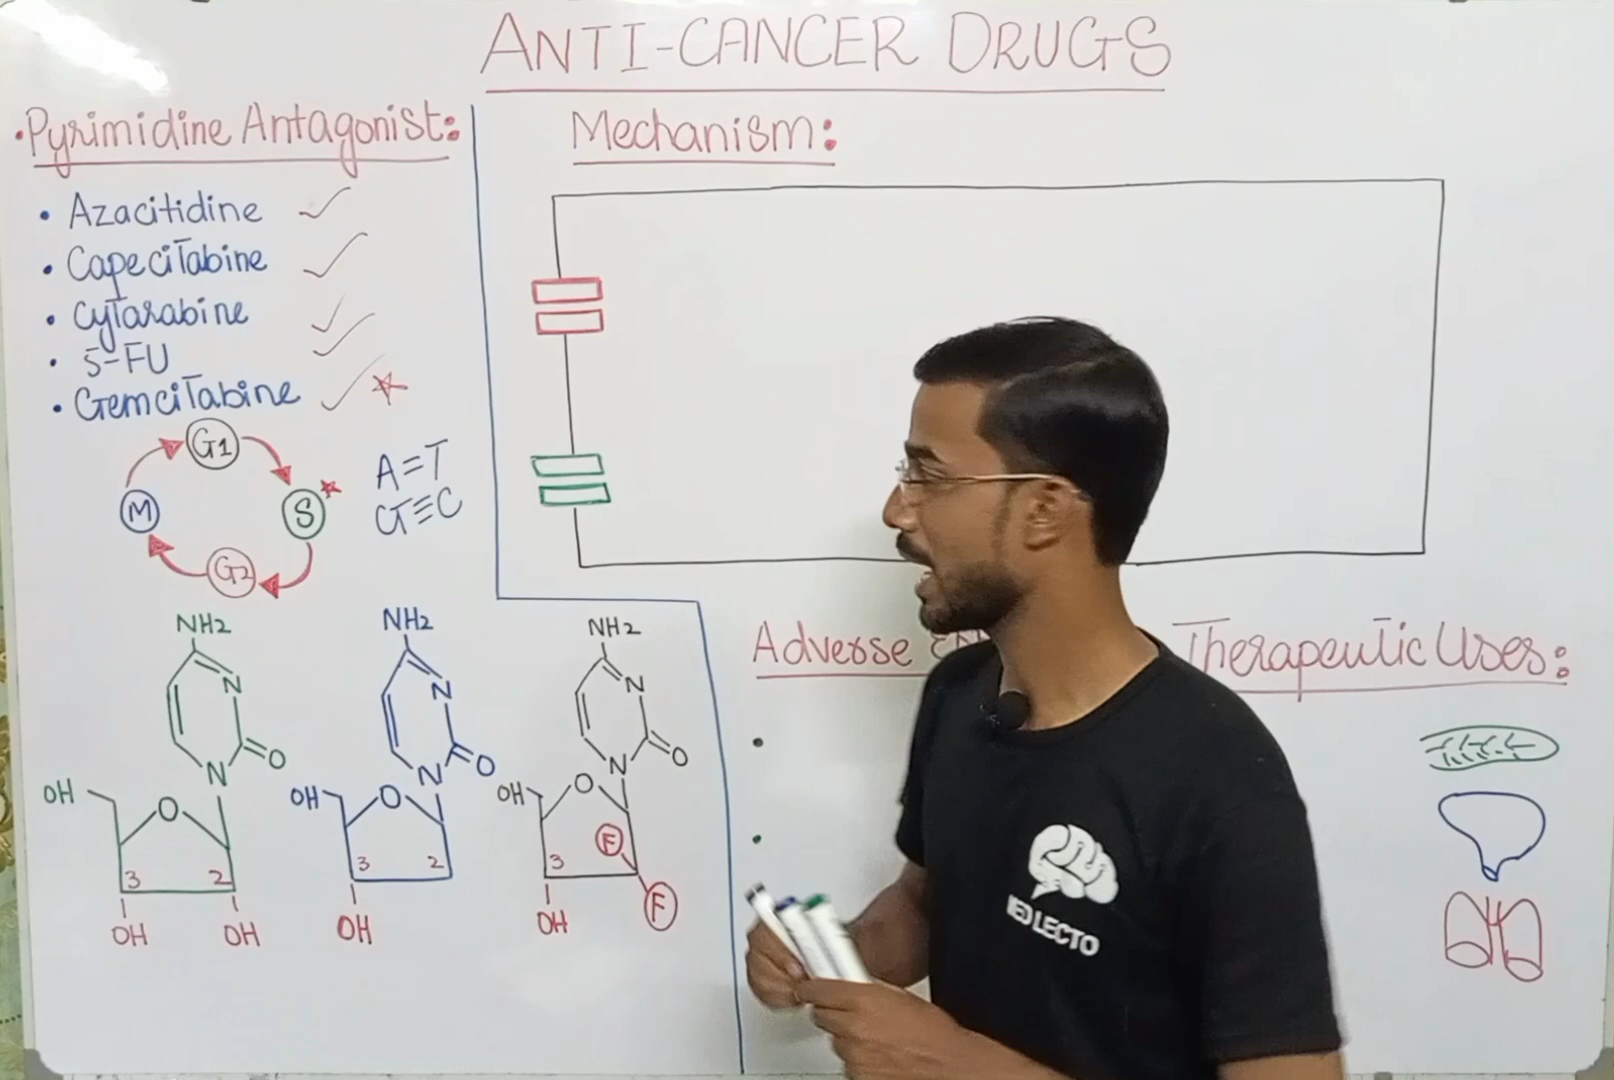 ANTI-CANCER DRUGS
•Pyrimidine Antagonist:
• Azacitidine
• Capecitabine
• Cytarabine
• 5-FU
• Gemcitabine
G1
S
G2
M
A=T
G≡C
Mechanism:
NH2
N
O
N
OH
O
3
2
OH
OH
NH2
N
O
N
OH
O
3
2
OH
NH2
N
O
N
OH
O
F
3
OH
F
Adverse
Therapeutic Uses:
MED LECTO